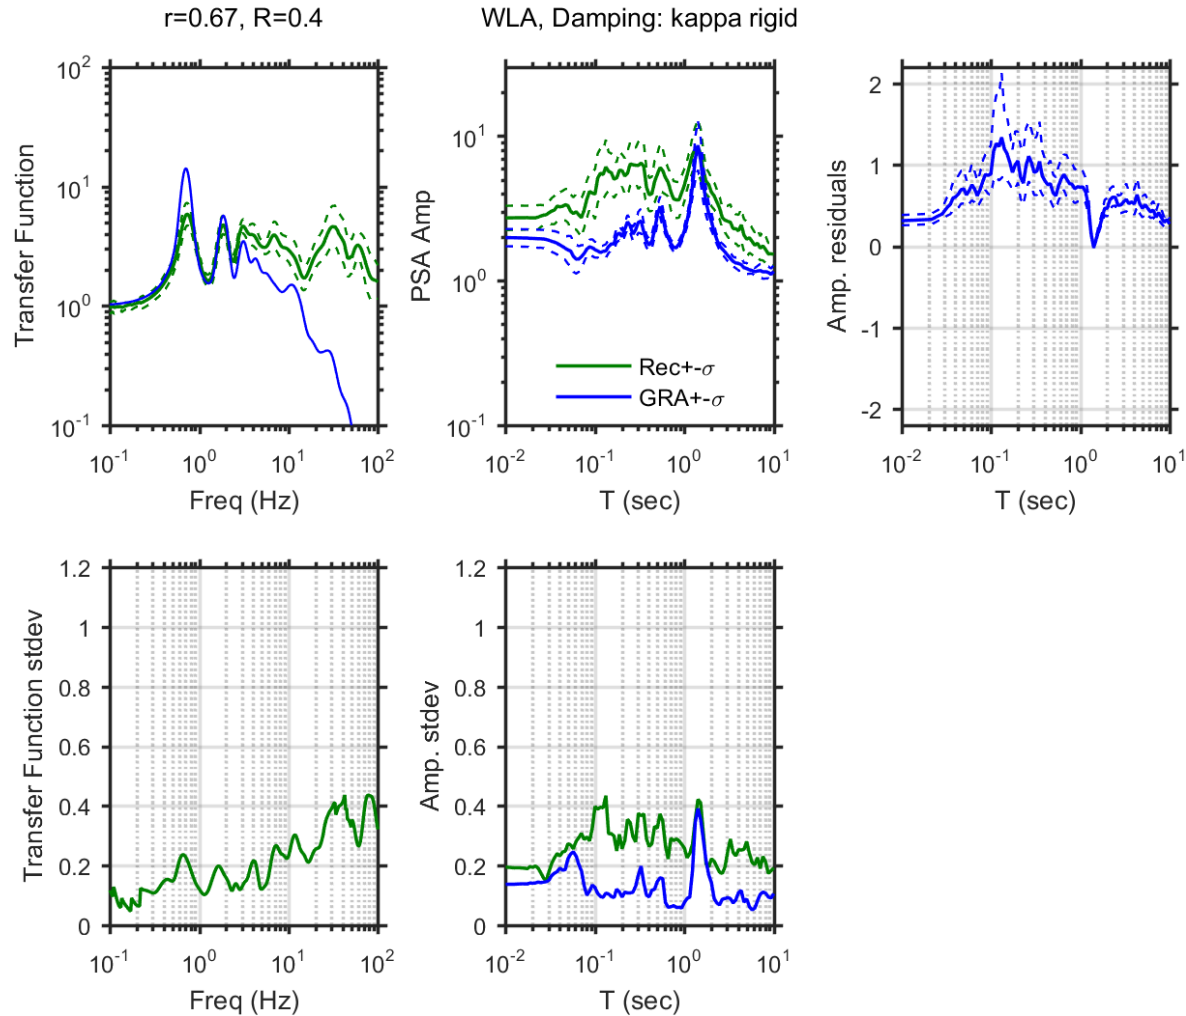 r=0.67, R=0.4
WLA, Damping: kappa rigid
Transfer Function
10^2
10^1
10^0
10^-1
10^-1 10^0 10^1 10^2
Freq (Hz)
PSA Amp
10^1
10^0
10^-1
Rec+-σ
GRA+-σ
10^-2 10^-1 10^0 10^1
T (sec)
Amp. residuals
2
1
0
-1
-2
10^-2 10^-1 10^0 10^1
T (sec)
Transfer Function stdev
1.2
1
0.8
0.6
0.4
0.2
0
10^-1 10^0 10^1 10^2
Freq (Hz)
Amp. stdev
1.2
1
0.8
0.6
0.4
0.2
0
10^-2 10^-1 10^0 10^1
T (sec)